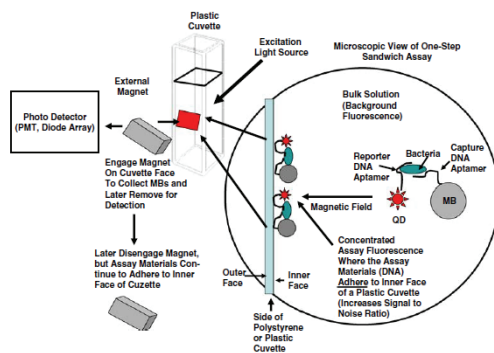 Plastic
Cuvette
Excitation
Light Source
Microscopic View of One-Step
Sandwich Assay
External
Magnet
Photo Detector
(PMT, Diode Array)
Bulk Solution
(Background
Fluorescence)
Reporter
DNA
Aptamer
Bacteria
Capture
DNA
Aptamer
MB
QD
Magnetic Field
Engage Magnet
On Cuvette Face
To Collect MBs and
Later Remove for
Detection
Concentrated
Assay Fluorescence
Where the Assay
Materials (DNA)
Adhere to Inner Face
of a Plastic Cuvette
(Increases Signal to
Noise Ratio)
Later Disengage Magnet,
but Assay Materials Con-
tinue to Adhere to Inner
Face of Cuzette
Outer
Face
Inner
Face
Side of
Polystyrene
or Plastic
Cuvette